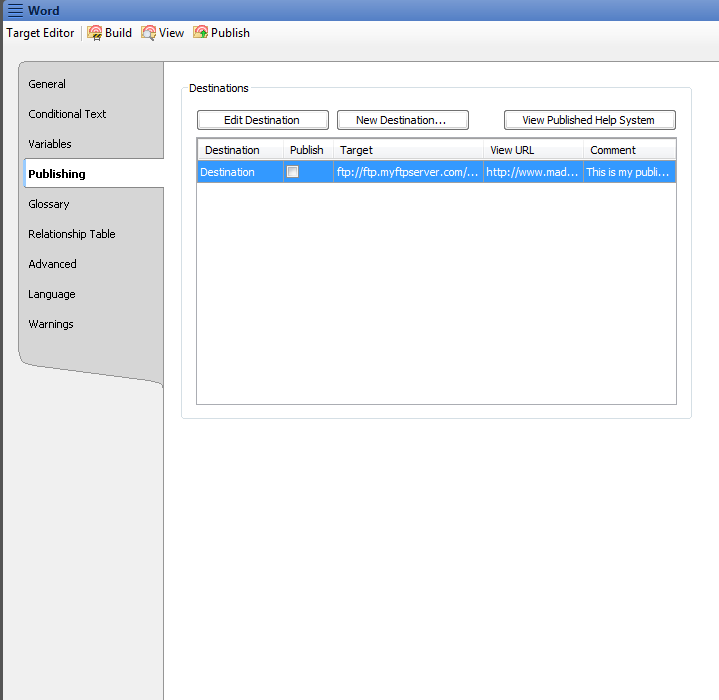 Word
Target Editor Build View Publish
General
Conditional Text
Variables
Publishing
Glossary
Relationship Table
Advanced
Language
Warnings
Destinations
Edit Destination New Destination... View Published Help System
Destination Publish Target View URL Comment
Destination ftp://ftp.myftpserver.com/... http://www.mad... This is my publi...